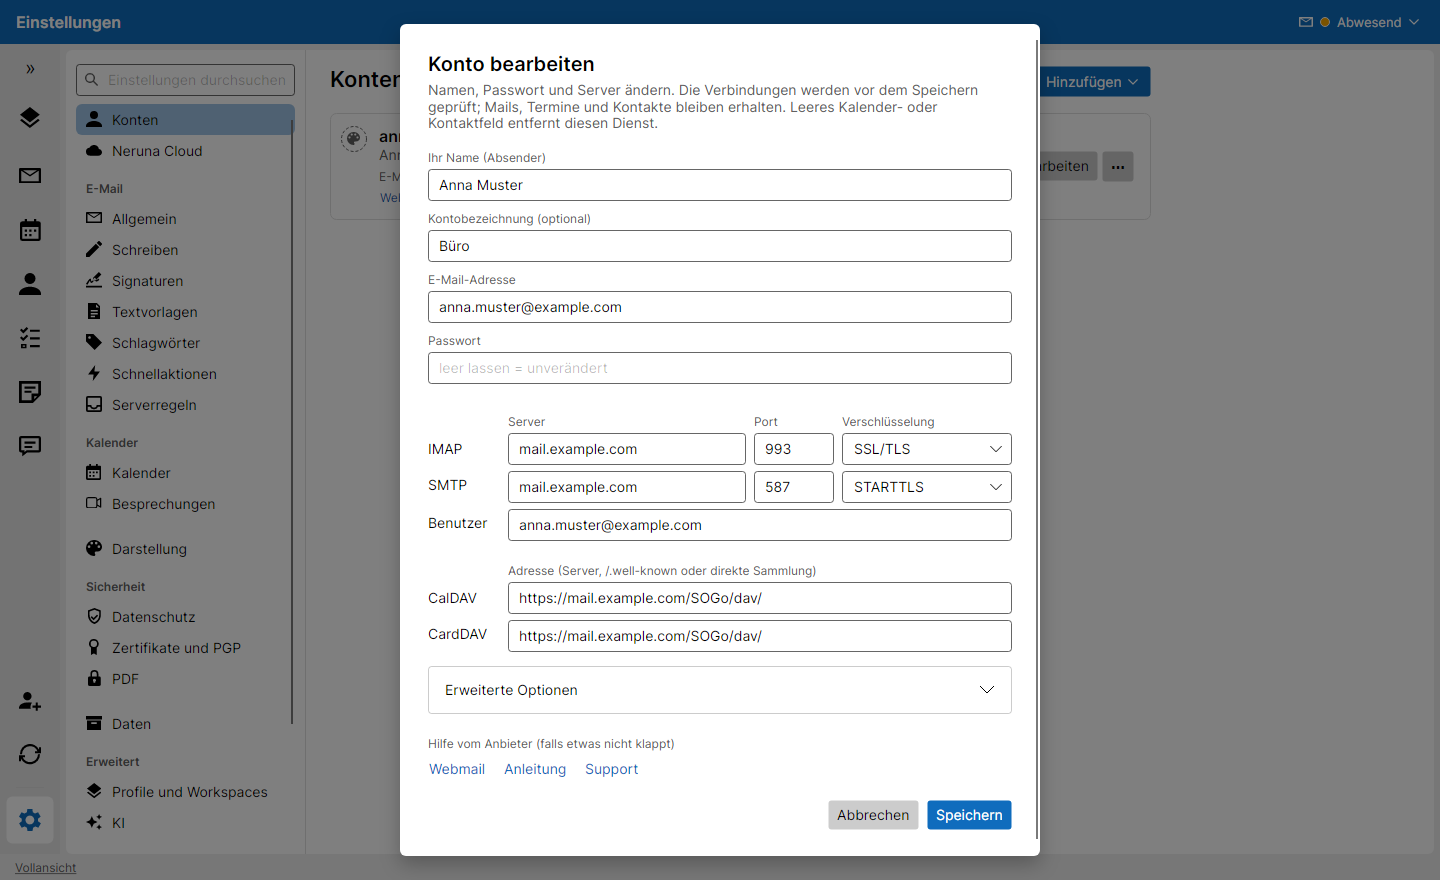 Einstellungen
Abwesend
Einstellungen durchsuchen
Konten
Neruna Cloud
E-Mail
Allgemein
Schreiben
Signaturen
Textvorlagen
Schlagwörter
Schnellaktionen
Serverregeln
Kalender
Kalender
Besprechungen
Darstellung
Sicherheit
Datenschutz
Zertifikate und PGP
PDF
Daten
Erweitert
Profile und Workspaces
KI
Vollansicht
Konten
Hinzufügen
Konto bearbeiten
Namen, Passwort und Server ändern. Die Verbindungen werden vor dem Speichern
geprüft; Mails, Termine und Kontakte bleiben erhalten. Leeres Kalender- oder
Kontaktfeld entfernt diesen Dienst.
Ihr Name (Absender)
Anna Muster
Kontobezeichnung (optional)
Büro
E-Mail-Adresse
anna.muster@example.com
Passwort
leer lassen = unverändert
Server Port Verschlüsselung
IMAP mail.example.com 993 SSL/TLS
SMTP mail.example.com 587 STARTTLS
Benutzer anna.muster@example.com
Adresse (Server, /.well-known oder direkte Sammlung)
CalDAV https://mail.example.com/SOGo/dav/
CardDAV https://mail.example.com/SOGo/dav/
Erweiterte Optionen
Hilfe vom Anbieter (falls etwas nicht klappt)
Webmail Anleitung Support
Abbrechen Speichern